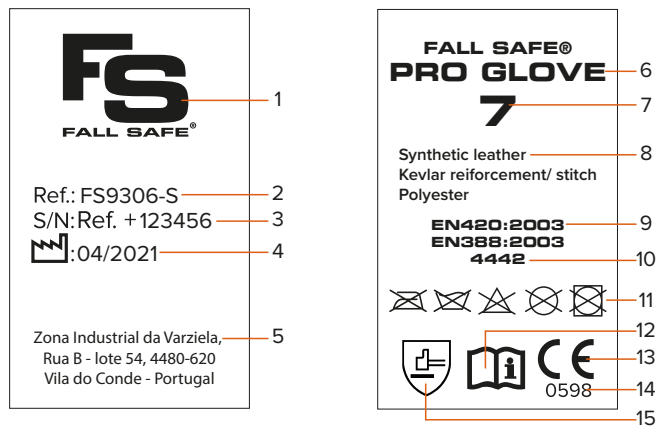 FS
FALL SAFE®
1
Ref.: FS9306-S
2
S/N:Ref. +123456
3
:04/2021
4
Zona Industrial da Varziela,
5
Rua B - lote 54, 4480-620
Vila do Conde - Portugal
FALL SAFE®
PRO GLOVE
6
7
7
Synthetic leather
8
Kevlar reiforcement/ stitch
Polyester
EN420:2003
9
EN388:2003
4442
10
11
12
i
CE
13
0598
14
15